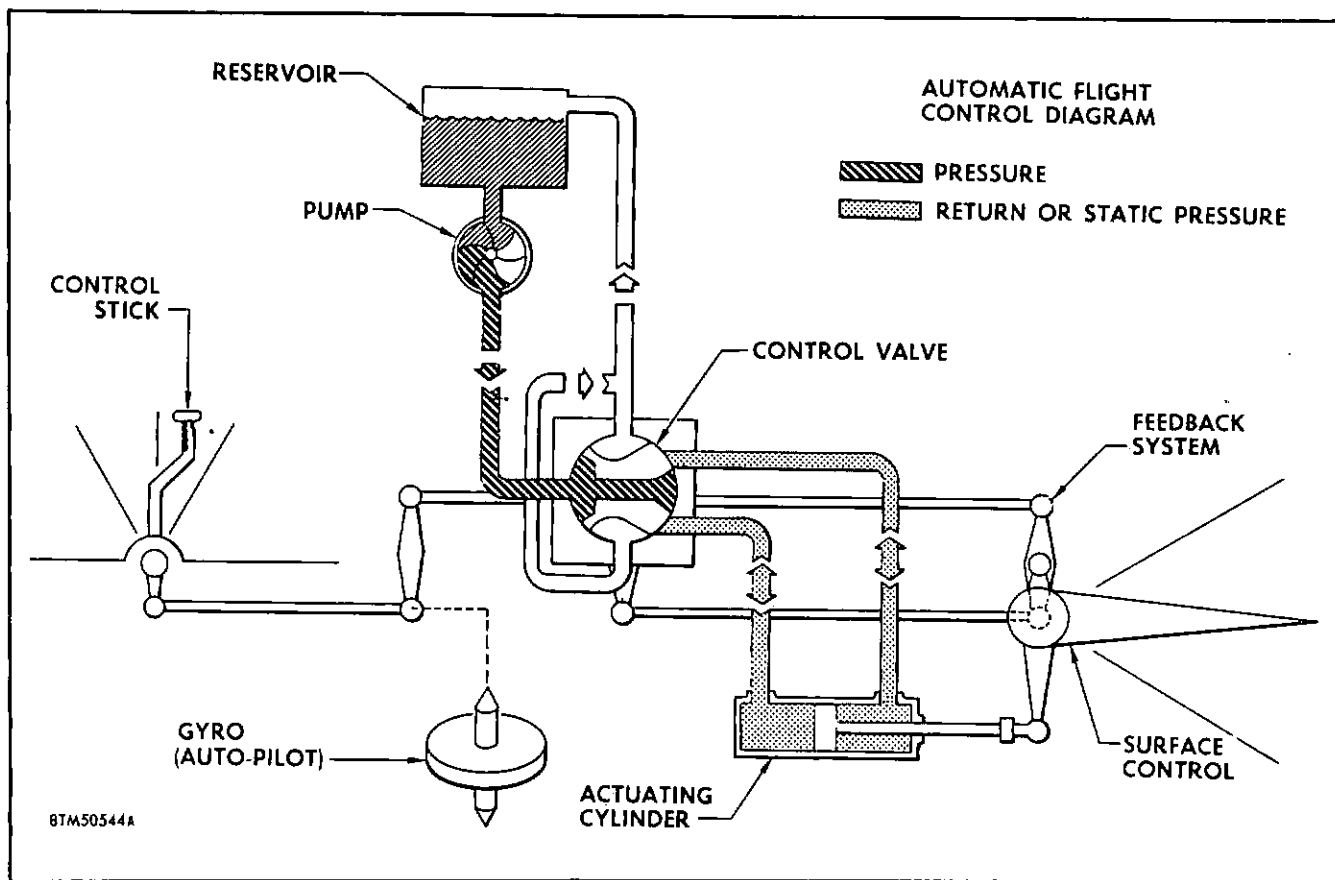 RESERVOIR
AUTOMATIC FLIGHT
CONTROL DIAGRAM
PRESSURE
RETURN OR STATIC PRESSURE
PUMP
CONTROL
STICK
CONTROL VALVE
FEEDBACK
SYSTEM
GYRO
(AUTO-PILOT)
ACTUATING
CYLINDER
SURFACE
CONTROL
BTM50544A